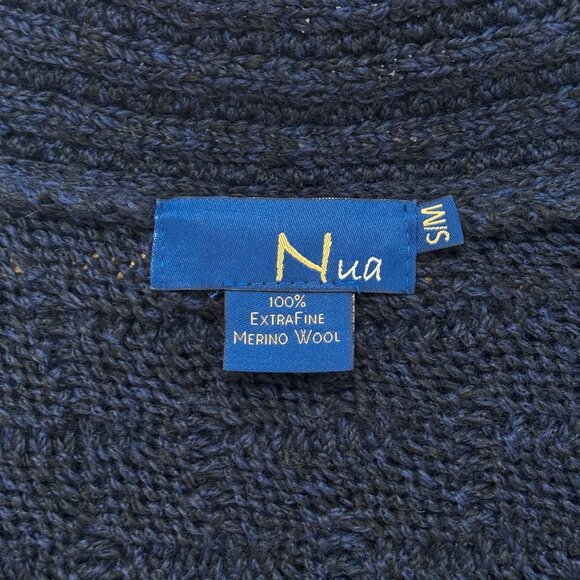 Nua
S/M
100%
ExtraFine
Merino Wool